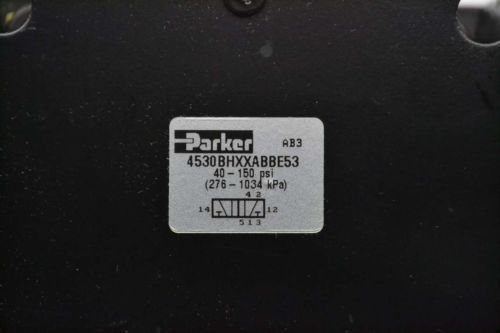 Parker AB3
4530BHXXABBE53
40-150 psi
(276-1034 kPa)
4 2
14 12
5 1 3